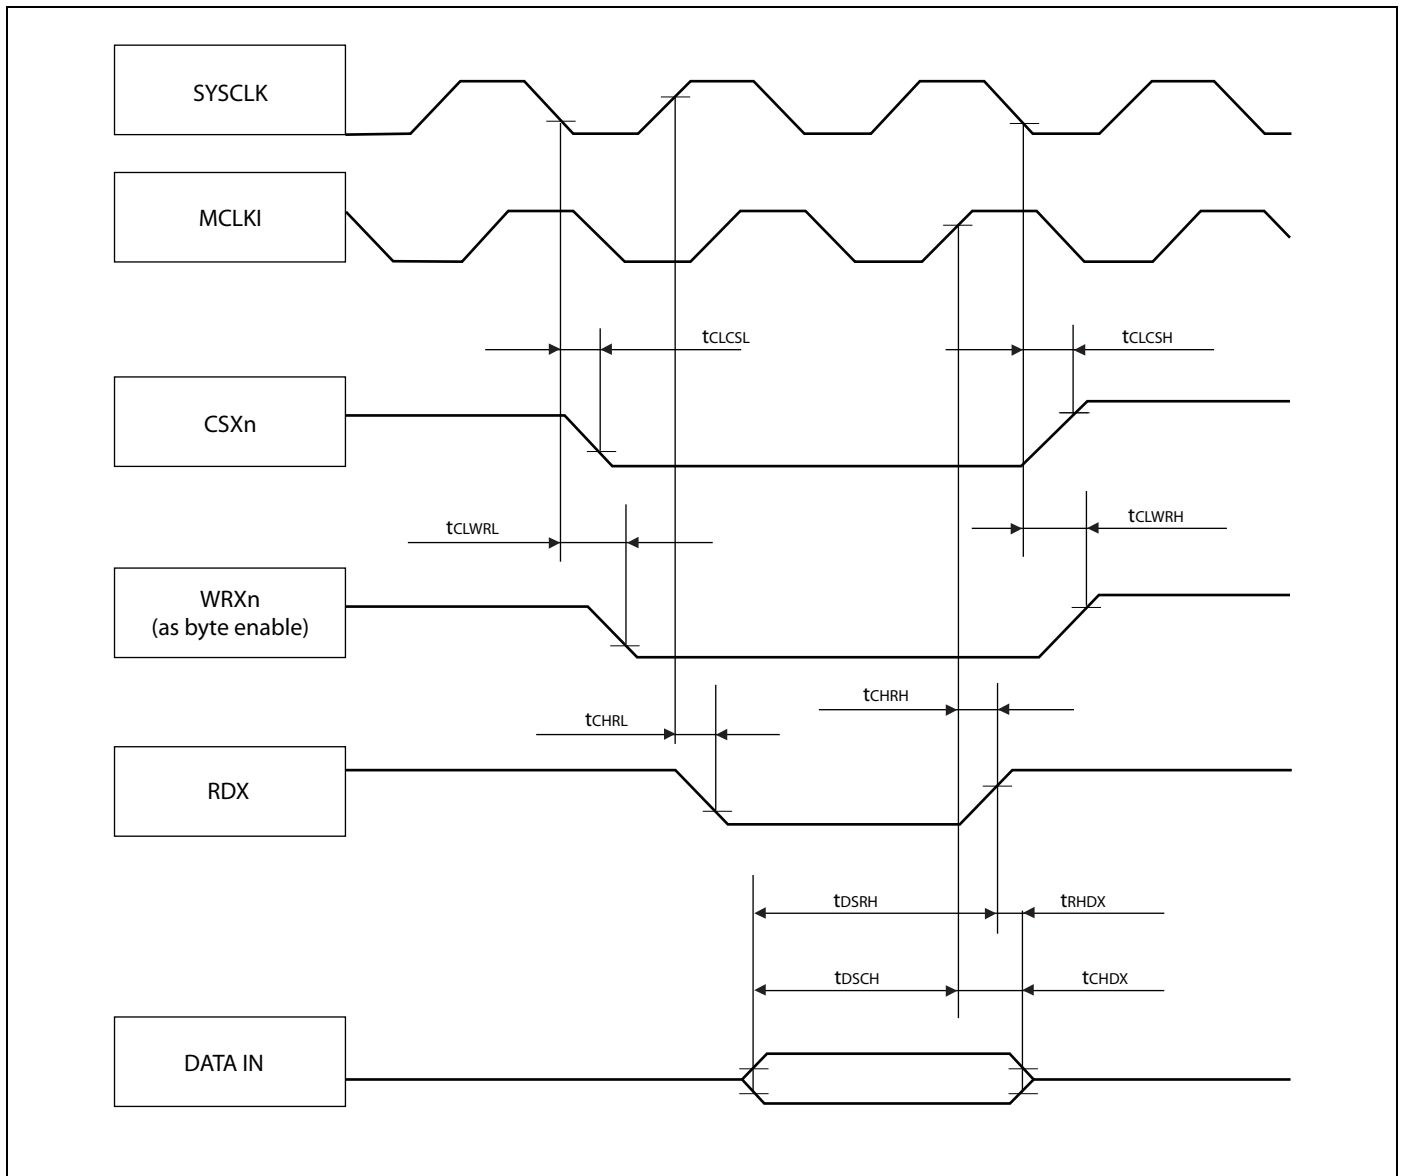 SYSCLK
MCLKI
tCLCSL
tCLCSH
CSXn
tCLWRL
tCLWRH
WRXn
(as byte enable)
tCHRH
tCHRL
RDX
tDSRH
tRHDX
tDSCH
tCHDX
DATA IN